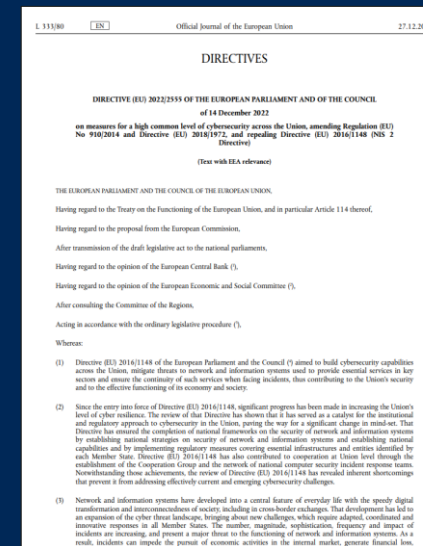 L 333/80 EN Official Journal of the European Union 27.12.20
DIRECTIVES
DIRECTIVE (EU) 2022/2555 OF THE EUROPEAN PARLIAMENT AND OF THE COUNCIL
of 14 December 2022
on measures for a high common level of cybersecurity across the Union, amending Regulation (EU)
No 910/2014 and Directive (EU) 2018/1972, and repealing Directive (EU) 2016/1148 (NIS 2
Directive)
(Text with EEA relevance)
THE EUROPEAN PARLIAMENT AND THE COUNCIL OF THE EUROPEAN UNION,
Having regard to the Treaty on the Functioning of the European Union, and in particular Article 114 thereof,
Having regard to the proposal from the European Commission,
After transmission of the draft legislative act to the national parliaments,
Having regard to the opinion of the European Central Bank (¹),
Having regard to the opinion of the European Economic and Social Committee (²),
After consulting the Committee of the Regions,
Acting in accordance with the ordinary legislative procedure (³),
Whereas:
(1) Directive (EU) 2016/1148 of the European Parliament and the Council (⁴) aimed to build cybersecurity capabilities
across the Union, mitigate threats to network and information systems used to provide essential services in key
sectors and ensure the continuity of such services when facing incidents, thus contributing to the Union's security
and to the effective functioning of its economy and society.
(2) Since the entry into force of Directive (EU) 2016/1148, significant progress has been made in increasing the Union's
level of cyber resilience. The review of that Directive has shown that it has served as a catalyst for the institutional
and regulatory approach to cybersecurity in the Union, paving the way for a significant change in mind-set. That
Directive has ensured the completion of national frameworks on the security of network and information systems
by establishing national strategies on security of network and information systems and establishing national
capabilities and by implementing regulatory measures covering essential infrastructures and entities identified by
each Member State. Directive (EU) 2016/1148 has also contributed to cooperation at Union level through the
establishment of the Cooperation Group and the network of national computer security incident response teams.
Notwithstanding those achievements, the review of Directive (EU) 2016/1148 has revealed inherent shortcomings
that prevent it from addressing effectively current and emerging cybersecurity challenges.
(3) Network and information systems have developed into a central feature of everyday life with the speedy digital
transformation and interconnectedness of society, including in cross-border exchanges. That development has led to
an expansion of the cyber threat landscape, bringing about new challenges, which require adapted, coordinated and
innovative responses in all Member States. The number, magnitude, sophistication, frequency and impact of
incidents are increasing, and present a major threat to the functioning of network and information systems. As a
result, incidents can impede the pursuit of economic activities in the internal market, generate financial loss,